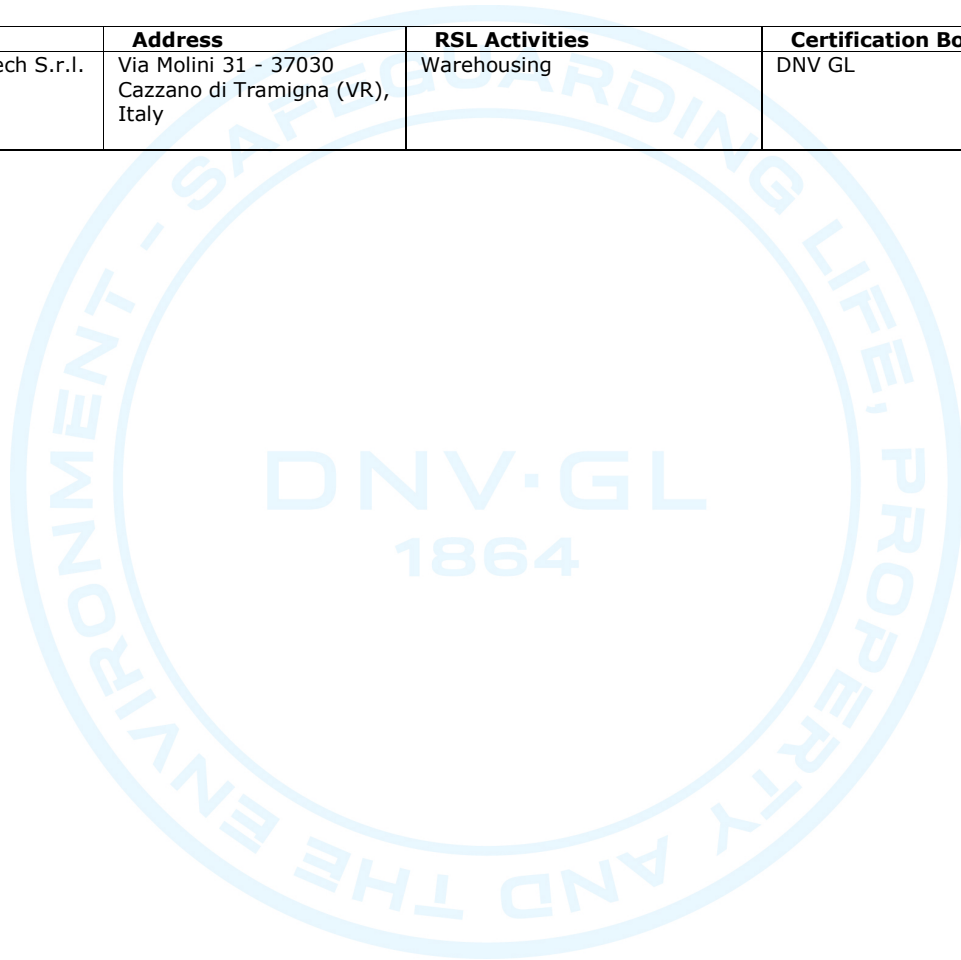 Address RSL Activities Certification Bo
ech S.r.l. Via Molini 31 - 37030 Warehousing DNV GL
Cazzano di Tramigna (VR),
Italy
SAFEGUARDING LIFE, PROPERTY AND THE ENVIRONMENT -
DNV·GL
1864